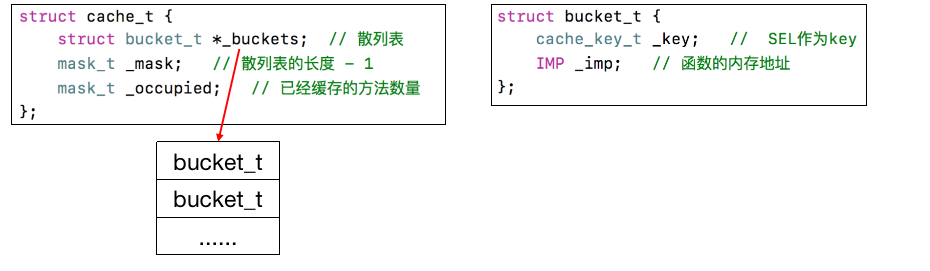 struct cache_t {
struct bucket_t *_buckets; // 散列表
mask_t _mask; // 散列表的长度 - 1
mask_t _occupied; // 已经缓存的方法数量
};
struct bucket_t {
cache_key_t _key; // SEL作为key
IMP _imp; // 函数的内存地址
};
bucket_t
bucket_t
......